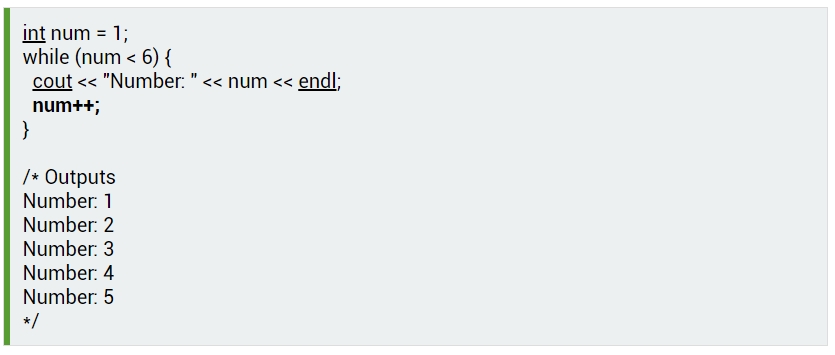 int num = 1;
while (num < 6) {
cout << "Number: " << num << endl;
num++;
}
/* Outputs
Number: 1
Number: 2
Number: 3
Number: 4
Number: 5
*/